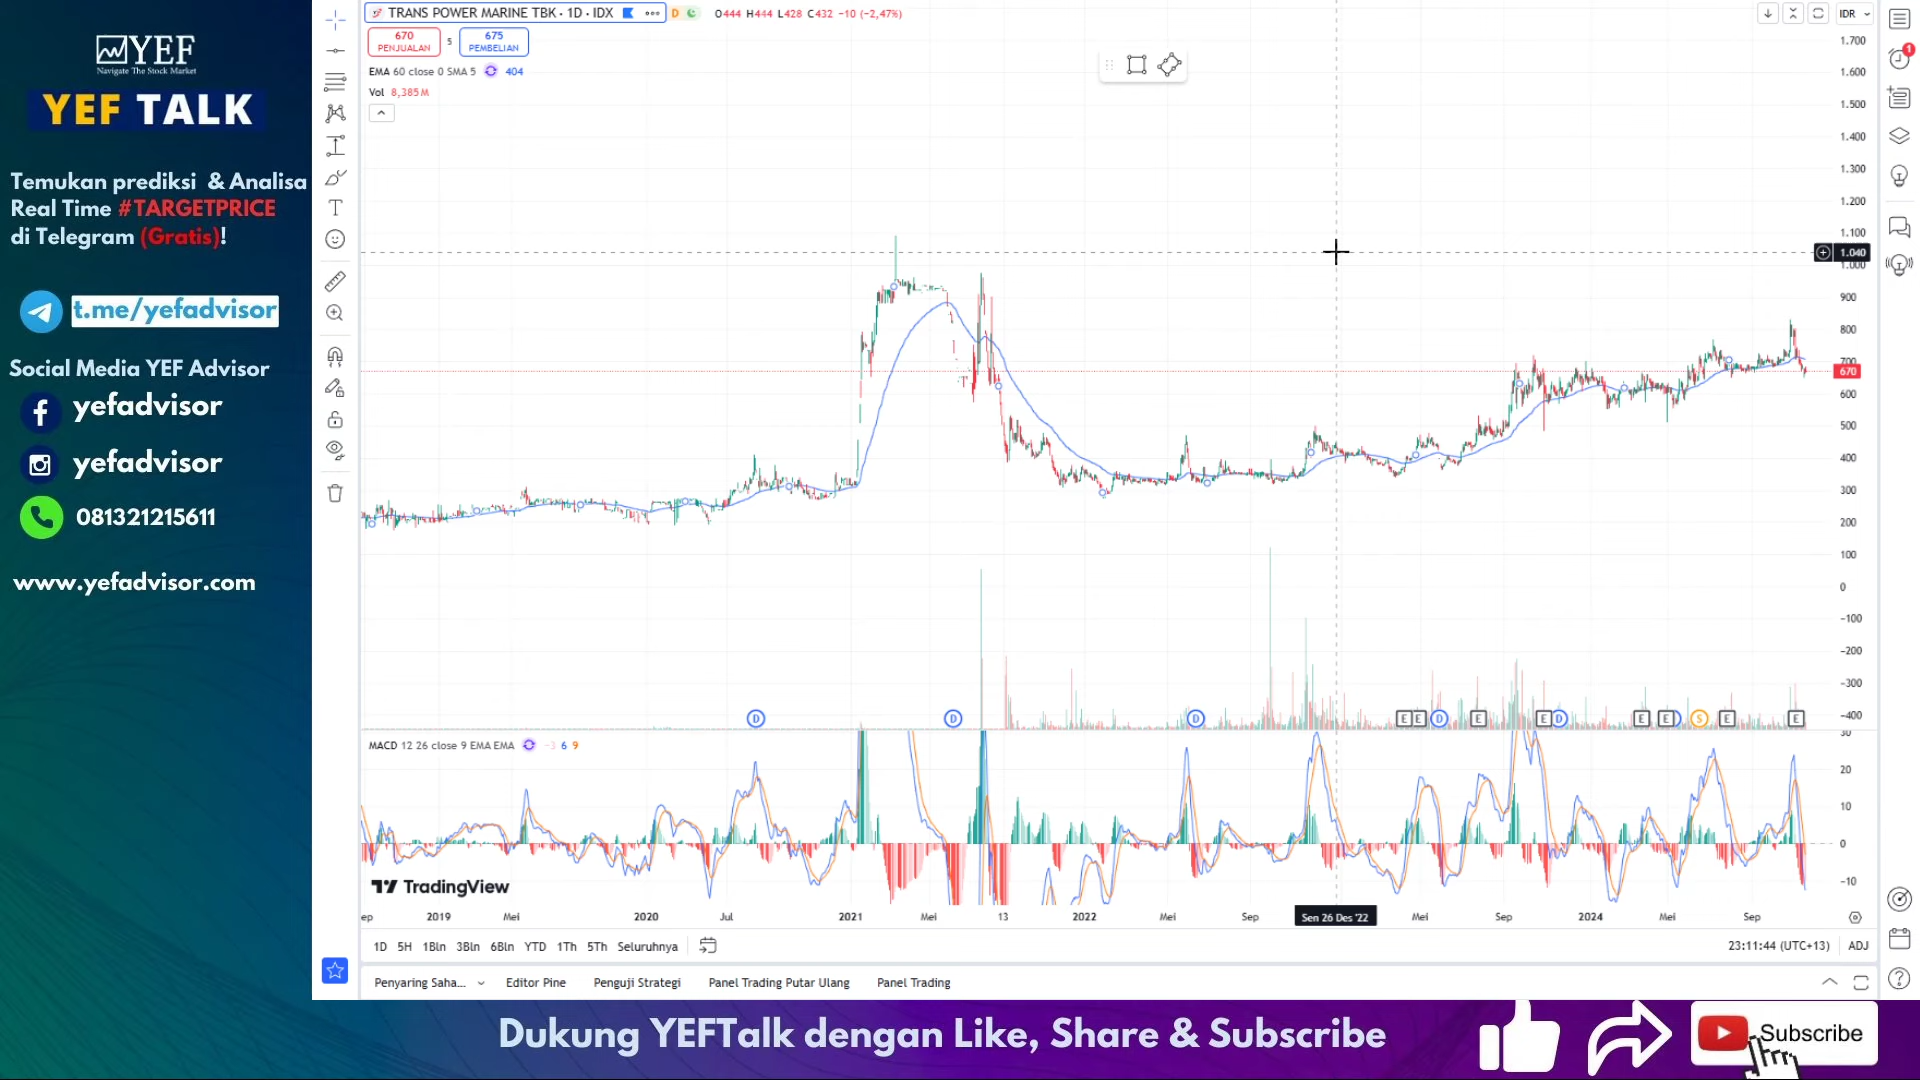 YEF
Navigate The Stock Market
YEF TALK
Temukan prediksi & Analisa
Real Time #TARGETPRICE
di Telegram (Gratis)!
t.me/yefadvisor
Social Media YEF Advisor
yefadvisor
yefadvisor
081321215611
www.yefadvisor.com
TRANS POWER MARINE TBK · 1D · IDX
D
O444 H444 L428 C432 −10 (−2,47%)
IDR
670
PENJUALAN
5
675
PEMBELIAN
EMA 60 close 0 SMA 5 404
Vol 8,385M
1.700
1.600
1.500
1.400
1.300
1.200
1.100
1.040
1.000
900
800
700
670
600
500
400
300
200
100
0
−100
−200
−300
−400
D D D E E D E E D E E S E E
MACD 12 26 close 9 EMA EMA −3 6 9
30
20
10
0
−10
TradingView
ep 2019 Mei 2020 Jul 2021 Mei 13 2022 Mei Sep Sen 26 Des '22 Mei Sep 2024 Mei Sep
1D 5H 1Bln 3Bln 6Bln YTD 1Th 5Th Seluruhnya
23:11:44 (UTC+13) ADJ
Penyaring Saha... Editor Pine Penguji Strategi Panel Trading Putar Ulang Panel Trading
1
Dukung YEFTalk dengan Like, Share & Subscribe
Subscribe